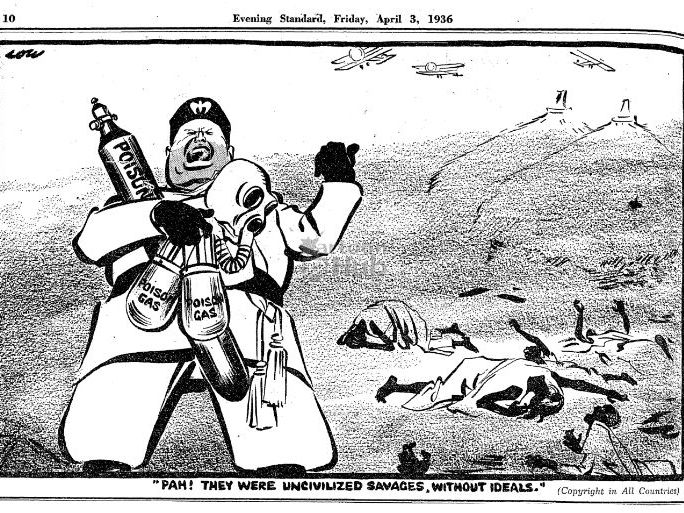 10
Evening Standard, Friday, April 3, 1936
LOW
POISON
POISON
GAS
POISON
GAS
"PAH! THEY WERE UNCIVILIZED SAVAGES, WITHOUT IDEALS."
(Copyright in All Countries)